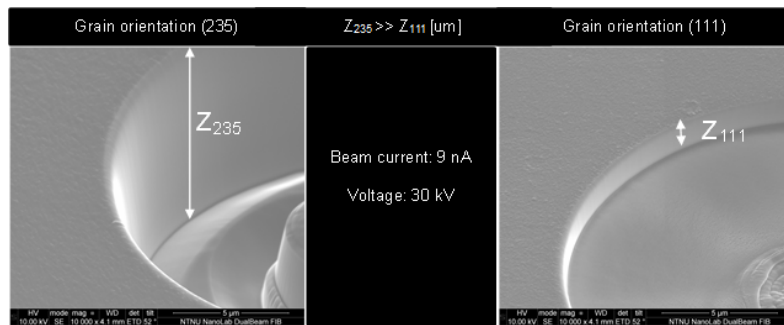 Grain orientation (235)
Z235 >> Z111 [um]
Grain orientation (111)
Z235
Beam current: 9 nA
Voltage: 30 kV
Z111
HV mode mag WD det tilt 5 µm
10.00 kV SE 10 000 x 4.1 mm ETD 52 ° NTNU NanoLab DualBeam FIB
HV mode mag WD det tilt 5 µm
10.00 kV SE 10 000 x 4.1 mm ETD 52 ° NTNU NanoLab DualBeam FIB